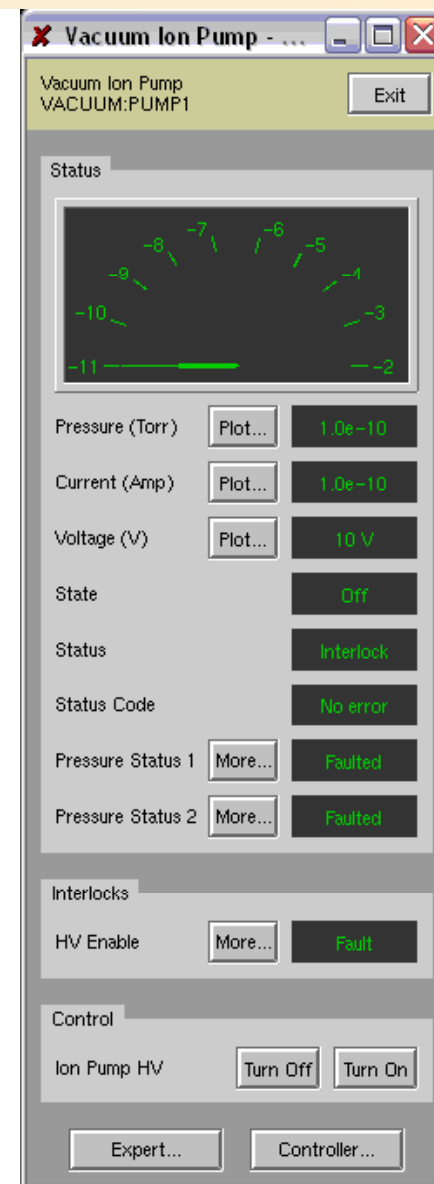 Vacuum Ion Pump - ...
Vacuum Ion Pump
VACUUM:PUMP1
Exit
Status
-11
-10
-9
-8
-7
-6
-5
-4
-3
-2
Pressure (Torr) Plot... 1.0e-10
Current (Amp) Plot... 1.0e-10
Voltage (V) Plot... 10 V
State Off
Status Interlock
Status Code No error
Pressure Status 1 More... Faulted
Pressure Status 2 More... Faulted
Interlocks
HV Enable More... Fault
Control
Ion Pump HV Turn Off Turn On
Expert... Controller...